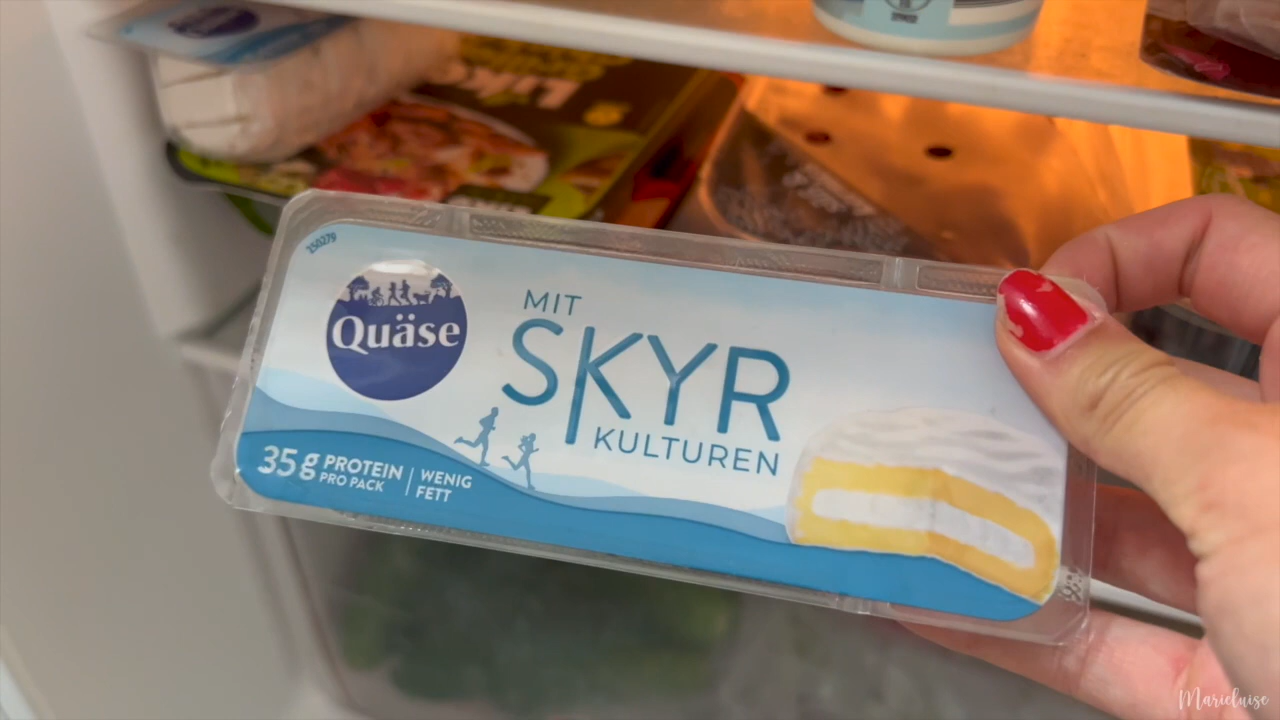 250279
Quäse
MIT
SKYR
KULTUREN
35g PROTEIN
PRO PACK
WENIG
FETT
Marieluise